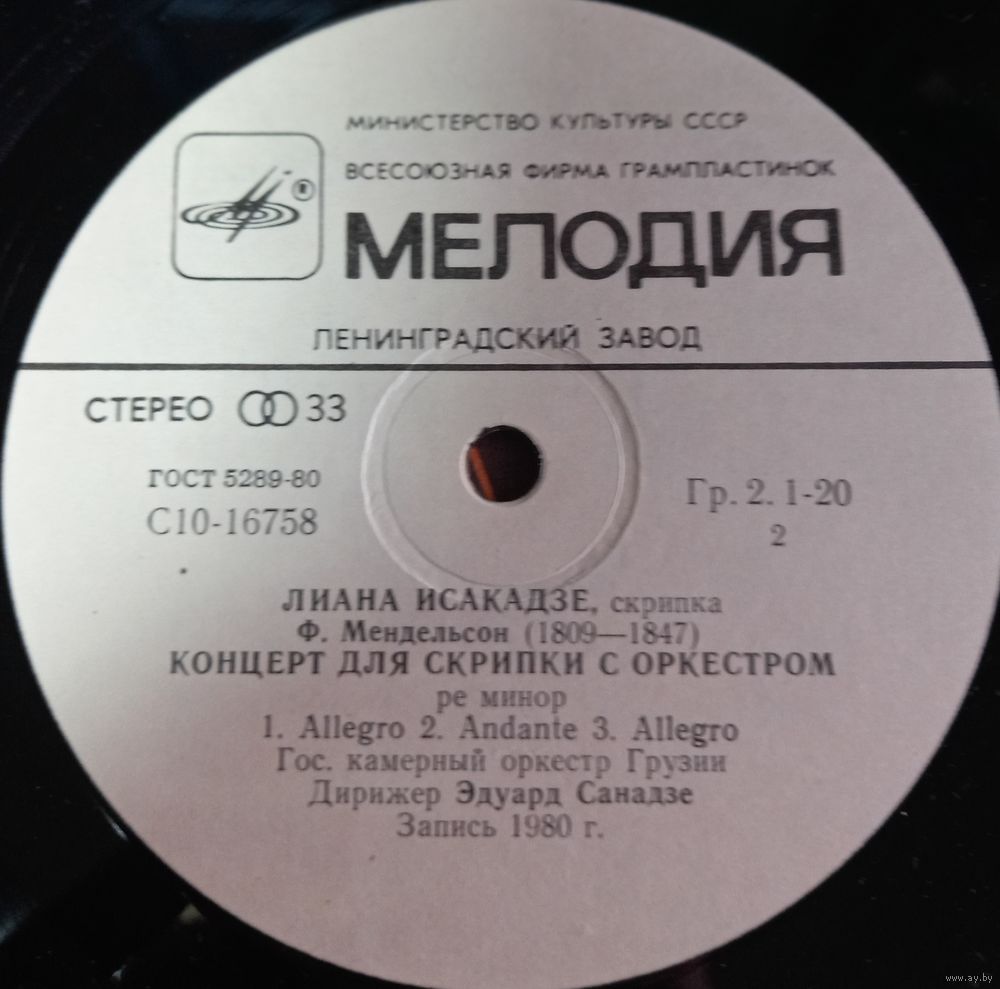 МИНИСТЕРСТВО КУЛЬТУРЫ СССР
ВСЕСОЮЗНАЯ ФИРМА ГРАМПЛАСТИНОК
®
МЕЛОДИЯ
ЛЕНИНГРАДСКИЙ ЗАВОД
СТЕРЕО 33
ГОСТ 5289-80
С10-16758
Гр. 2. 1-20
2
ЛИАНА ИСАКАДЗЕ, скрипка
Ф. Мендельсон (1809—1847)
КОНЦЕРТ ДЛЯ СКРИПКИ С ОРКЕСТРОМ
ре минор
1. Allegro 2. Andante 3. Allegro
Гос. камерный оркестр Грузии
Дирижер Эдуард Санадзе
Запись 1980 г.
www.ay.by